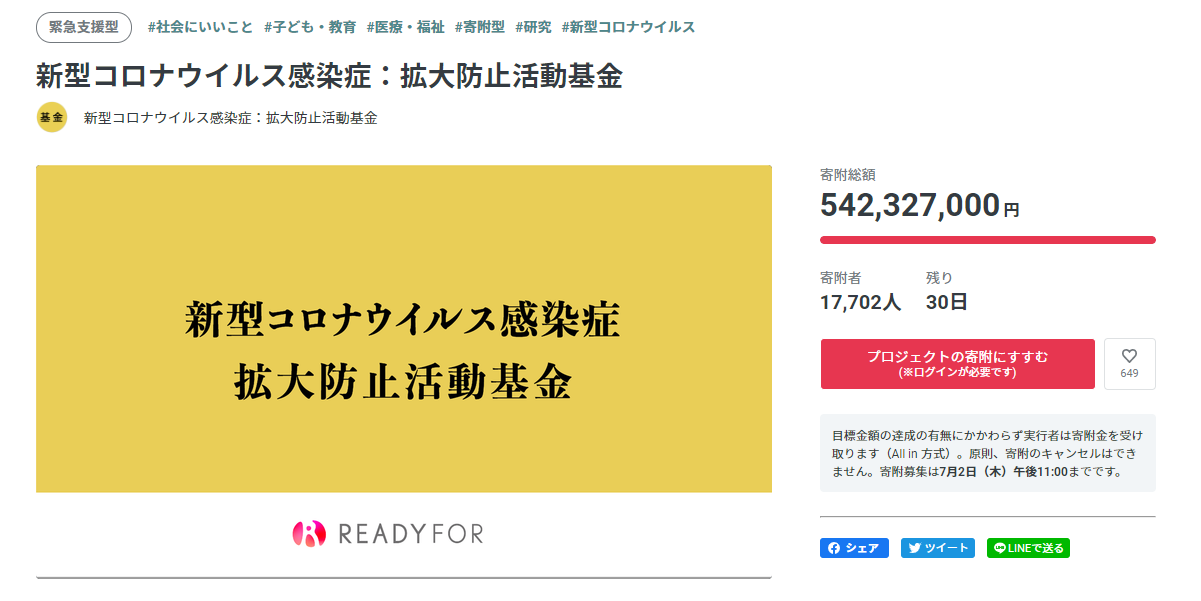 緊急支援型 #社会にいいこと #子ども・教育 #医療・福祉 #寄附型 #研究 #新型コロナウイルス
新型コロナウイルス感染症：拡大防止活動基金
基金 新型コロナウイルス感染症：拡大防止活動基金
新型コロナウイルス感染症
拡大防止活動基金
READYFOR
寄附総額
542,327,000円
寄附者 残り
17,702人 30日
プロジェクトの寄附にすすむ
(※ログインが必要です)
649
目標金額の達成の有無にかかわらず実行者は寄附金を受け
取ります（All in 方式）。原則、寄附のキャンセルはでき
ません。寄附募集は7月2日（木）午後11:00までです。
シェア ツイート LINEで送る